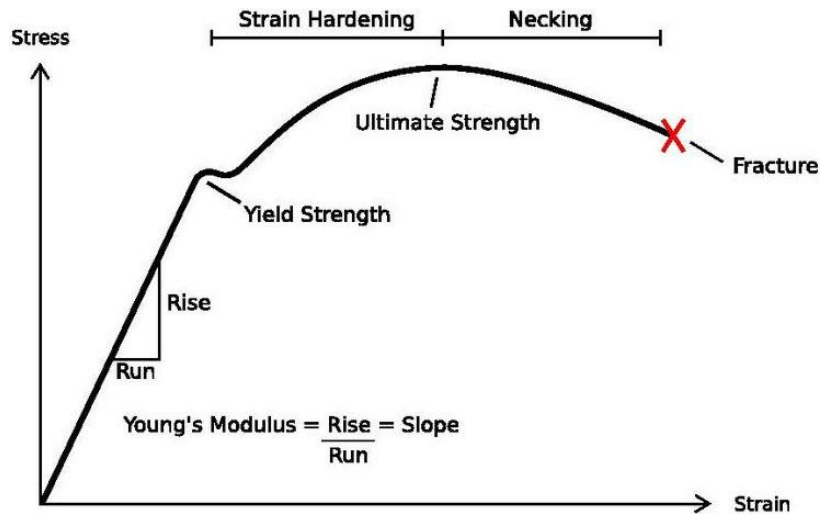 Strain Hardening
Necking
Stress
Ultimate Strength
Fracture
Yield Strength
Rise
Run
Young's Modulus = Rise = Slope
Run
Strain